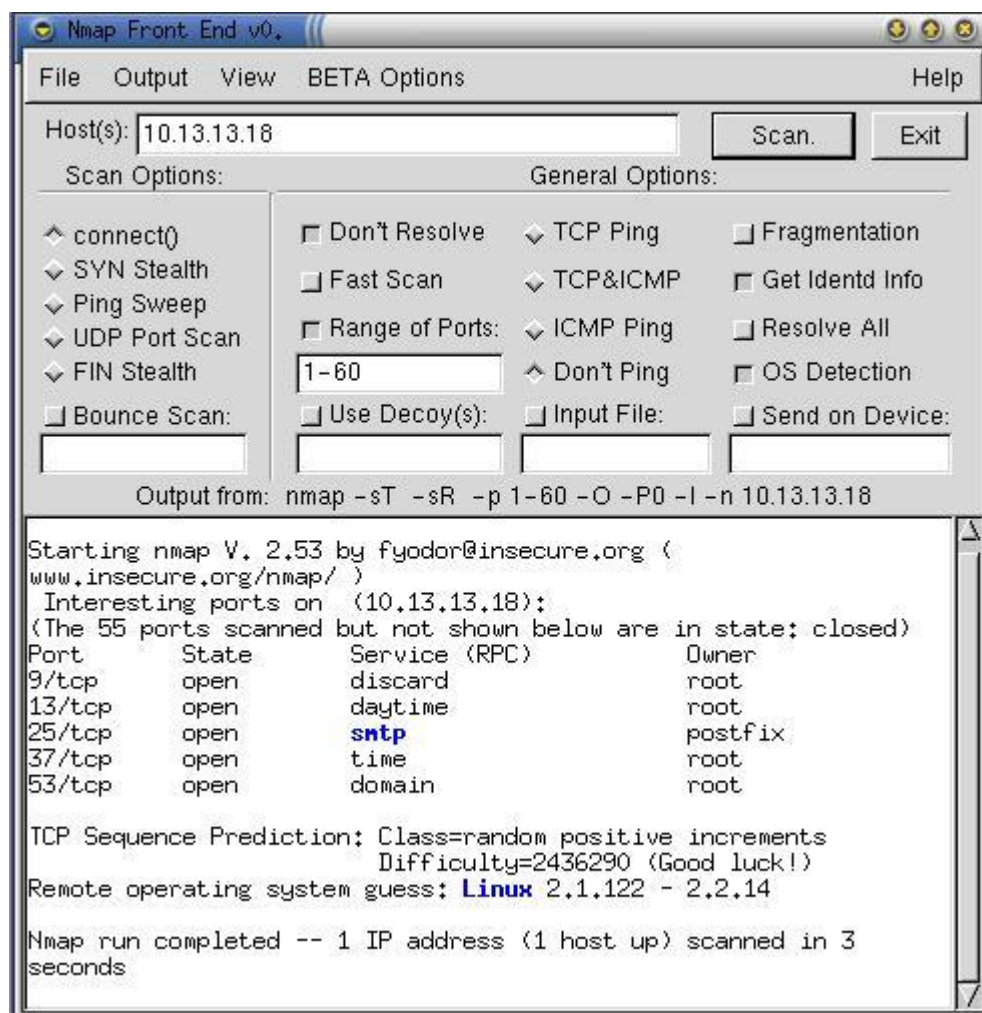 Nmap Front End v0.
File Output View BETA Options Help
Host(s): 10.13.13.18 Scan. Exit
Scan Options: General Options:
connect() Don't Resolve TCP Ping Fragmentation
SYN Stealth Fast Scan TCP&ICMP Get Identd Info
Ping Sweep Range of Ports: ICMP Ping Resolve All
UDP Port Scan
FIN Stealth 1-60 Don't Ping OS Detection
Bounce Scan: Use Decoy(s): Input File: Send on Device:
Output from: nmap -sT -sR -p 1-60 -O -P0 -I -n 10.13.13.18
Starting nmap V. 2.53 by fyodor@insecure.org (
www.insecure.org/nmap/ )
Interesting ports on (10.13.13.18):
(The 55 ports scanned but not shown below are in state: closed)
Port State Service (RPC) Owner
9/tcp open discard root
13/tcp open daytime root
25/tcp open smtp postfix
37/tcp open time root
53/tcp open domain root
TCP Sequence Prediction: Class=random positive increments
Difficulty=2436290 (Good luck!)
Remote operating system guess: Linux 2.1.122 - 2.2.14
Nmap run completed -- 1 IP address (1 host up) scanned in 3
seconds